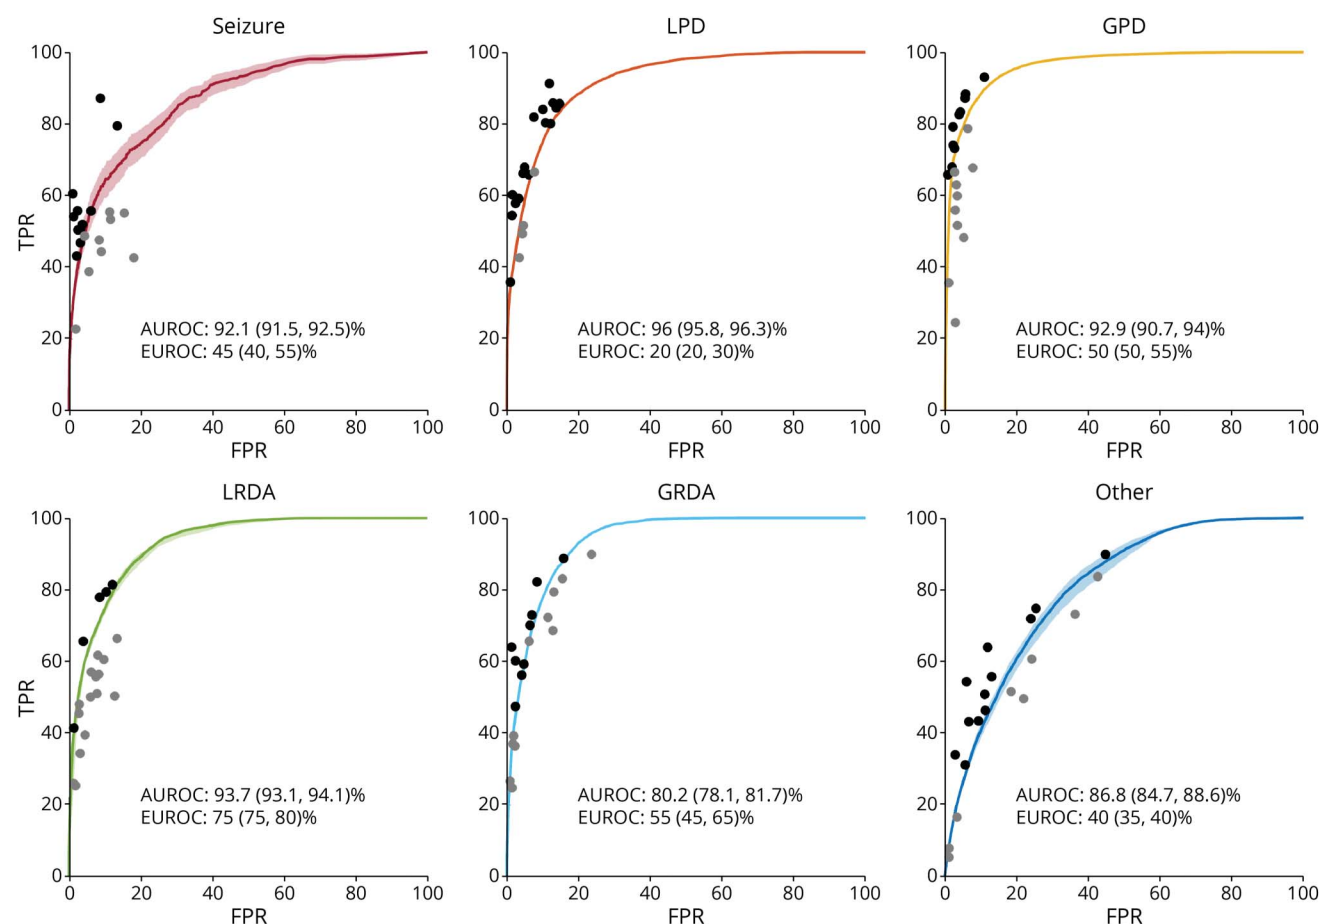 Seizure
TPR
100
80
60
40
20
0
AUROC: 92.1 (91.5, 92.5)%
EUROC: 45 (40, 55)%
0 20 40 60 80 100
FPR
LPD
100
80
60
40
20
0
AUROC: 96 (95.8, 96.3)%
EUROC: 20 (20, 30)%
0 20 40 60 80 100
FPR
GPD
100
80
60
40
20
0
AUROC: 92.9 (90.7, 94)%
EUROC: 50 (50, 55)%
0 20 40 60 80 100
FPR
LRDA
TPR
100
80
60
40
20
0
AUROC: 93.7 (93.1, 94.1)%
EUROC: 75 (75, 80)%
0 20 40 60 80 100
FPR
GRDA
100
80
60
40
20
0
AUROC: 80.2 (78.1, 81.7)%
EUROC: 55 (45, 65)%
0 20 40 60 80 100
FPR
Other
100
80
60
40
20
0
AUROC: 86.8 (84.7, 88.6)%
EUROC: 40 (35, 40)%
0 20 40 60 80 100
FPR